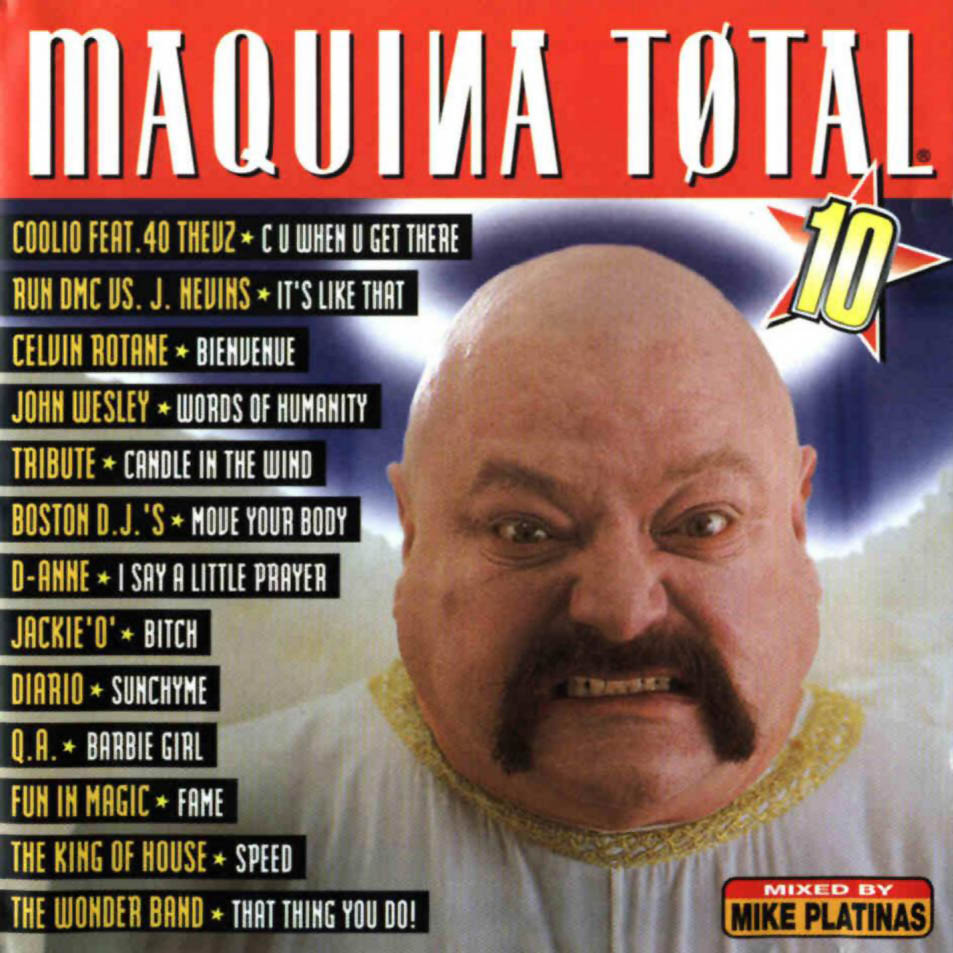 MAQUINA TØTAL®
10
COOLIO FEAT.40 THEVZ ★ C U WHEN U GET THERE
RUN DMC VS. J. NEVINS ★ IT'S LIKE THAT
CELVIN ROTANE ★ BIENVENUE
JOHN WESLEY ★ WORDS OF HUMANITY
TRIBUTE ★ CANDLE IN THE WIND
BOSTON D.J.'S ★ MOVE YOUR BODY
D-ANNE ★ I SAY A LITTLE PRAYER
JACKIE'O' ★ BITCH
DIARIO ★ SUNCHYME
Q.A. ★ BARBIE GIRL
FUN IN MAGIC ★ FAME
THE KING OF HOUSE ★ SPEED
THE WONDER BAND ★ THAT THING YOU DO!
MIXED BY
MIKE PLATINAS